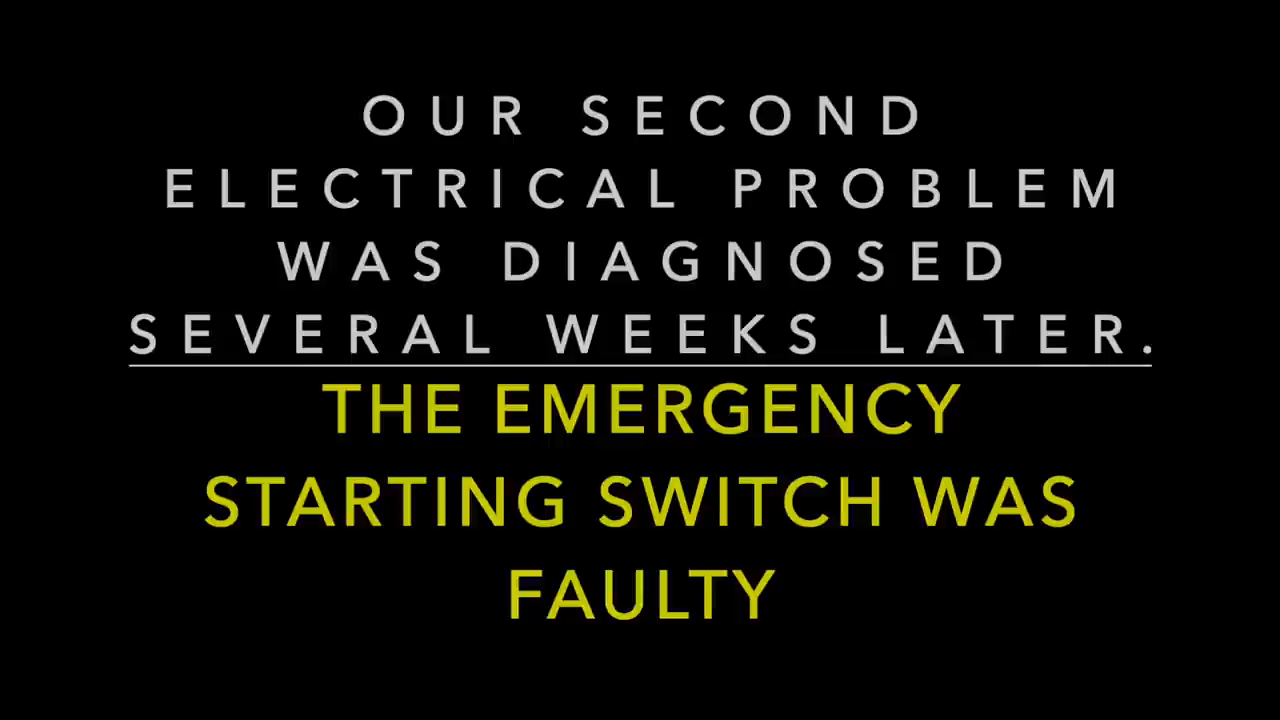 OUR SECOND
ELECTRICAL PROBLEM
WAS DIAGNOSED
SEVERAL WEEKS LATER.
THE EMERGENCY
STARTING SWITCH WAS
FAULTY